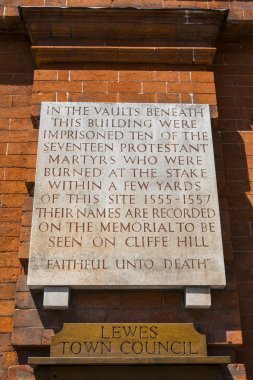 IN THE VAULTS BENEATH
THIS BUILDING WERE
IMPRISONED TEN OF THE
SEVENTEEN PROTESTANT
MARTYRS WHO WERE
BURNED AT THE STAKE
WITHIN A FEW YARDS
OF THIS SITE 1555-1557
THEIR NAMES ARE RECORDED
ON THE MEMORIAL TO BE
SEEN ON CLIFFE HILL
"FAITHFUL UNTO DEATH"
LEWES
TOWN COUNCIL